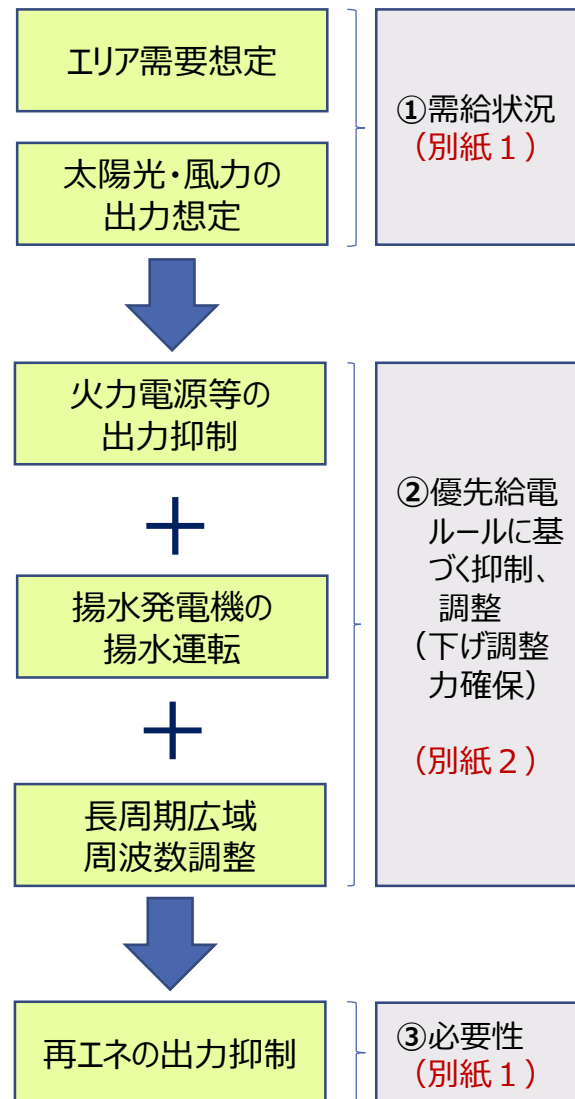 エリア需要想定
太陽光・風力の
出力想定
①需給状況
（別紙１）
火力電源等の
出力抑制
＋
揚水発電機の
揚水運転
＋
長周期広域
周波数調整
②優先給電
ルールに基
づく抑制、
調整
（下げ調整
力確保）
（別紙２）
再エネの出力抑制
③必要性
（別紙１）